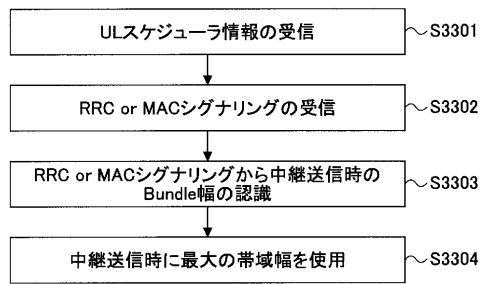 ULスケジューラ情報の受信
S3301
RRC or MACシグナリングの受信
S3302
RRC or MACシグナリングから中継送信時の
Bundle幅の認識
S3303
中継送信時に最大の帯域幅を使用
S3304